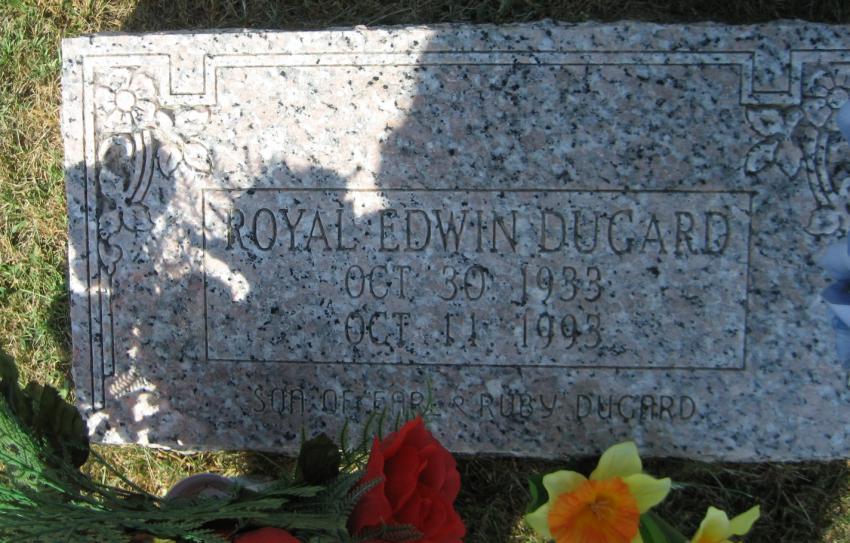 ROYAL EDWIN DUGARD
OCT 30 1933
OCT 11 1993
SON OF EARL & RUBY DUGARD